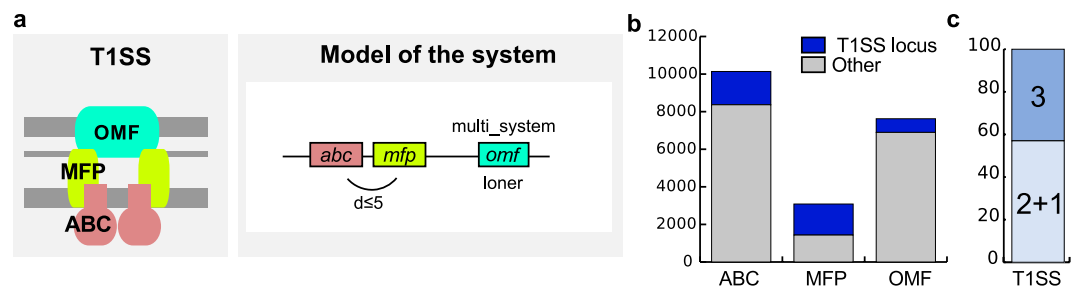 a
T1SS
OMF
MFP
ABC
Model of the system
multi_system
abc
mfp
omf
loner
d≤5
b
12000
10000
8000
6000
4000
2000
0
T1SS locus
Other
ABC
MFP
OMF
c
100
80
60
40
20
0
3
2+1
T1SS